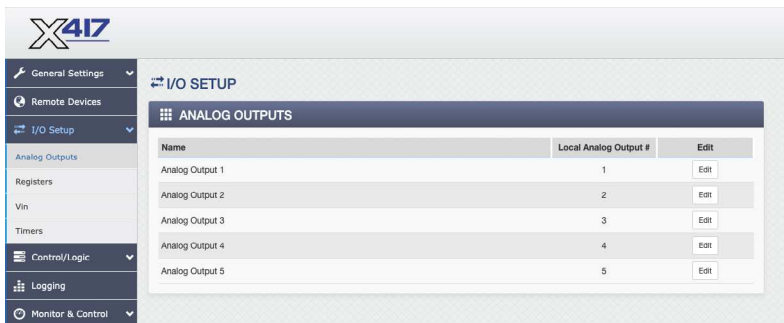 X417
General Settings
Remote Devices
I/O Setup
Analog Outputs
Registers
Vin
Timers
Control/Logic
Logging
Monitor & Control
I/O SETUP
ANALOG OUTPUTS
Name Local Analog Output # Edit
Analog Output 1 1 Edit
Analog Output 2 2 Edit
Analog Output 3 3 Edit
Analog Output 4 4 Edit
Analog Output 5 5 Edit